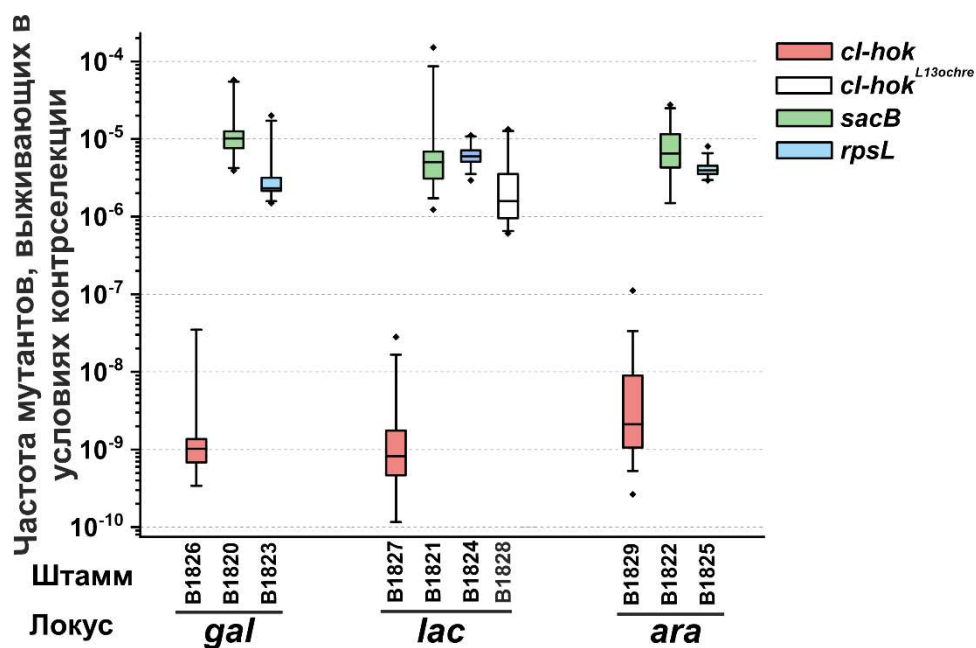 Частота мутантов, выживающих в
условиях контрселекции
10⁻⁴
10⁻⁵
10⁻⁶
10⁻⁷
10⁻⁸
10⁻⁹
10⁻¹⁰
cI-hok
cI-hok L13ochre
sacB
rpsL
Штамм
B1826 B1820 B1823 B1827 B1821 B1824 B1828 B1829 B1822 B1825
Локус gal lac ara